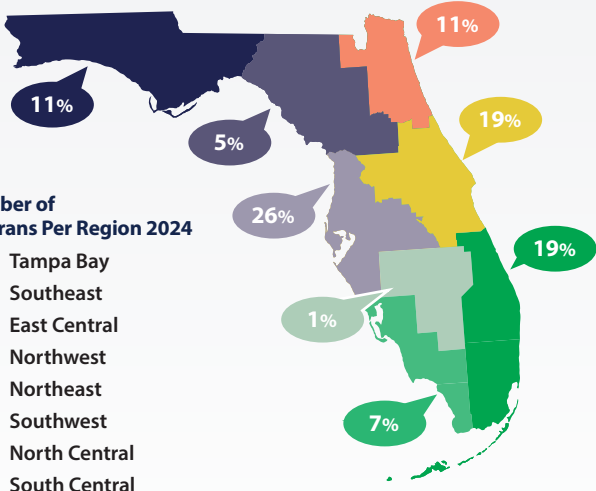 11%
11%
5%
19%
26%
19%
1%
7%
ber of
rans Per Region 2024
Tampa Bay
Southeast
East Central
Northwest
Northeast
Southwest
North Central
South Central